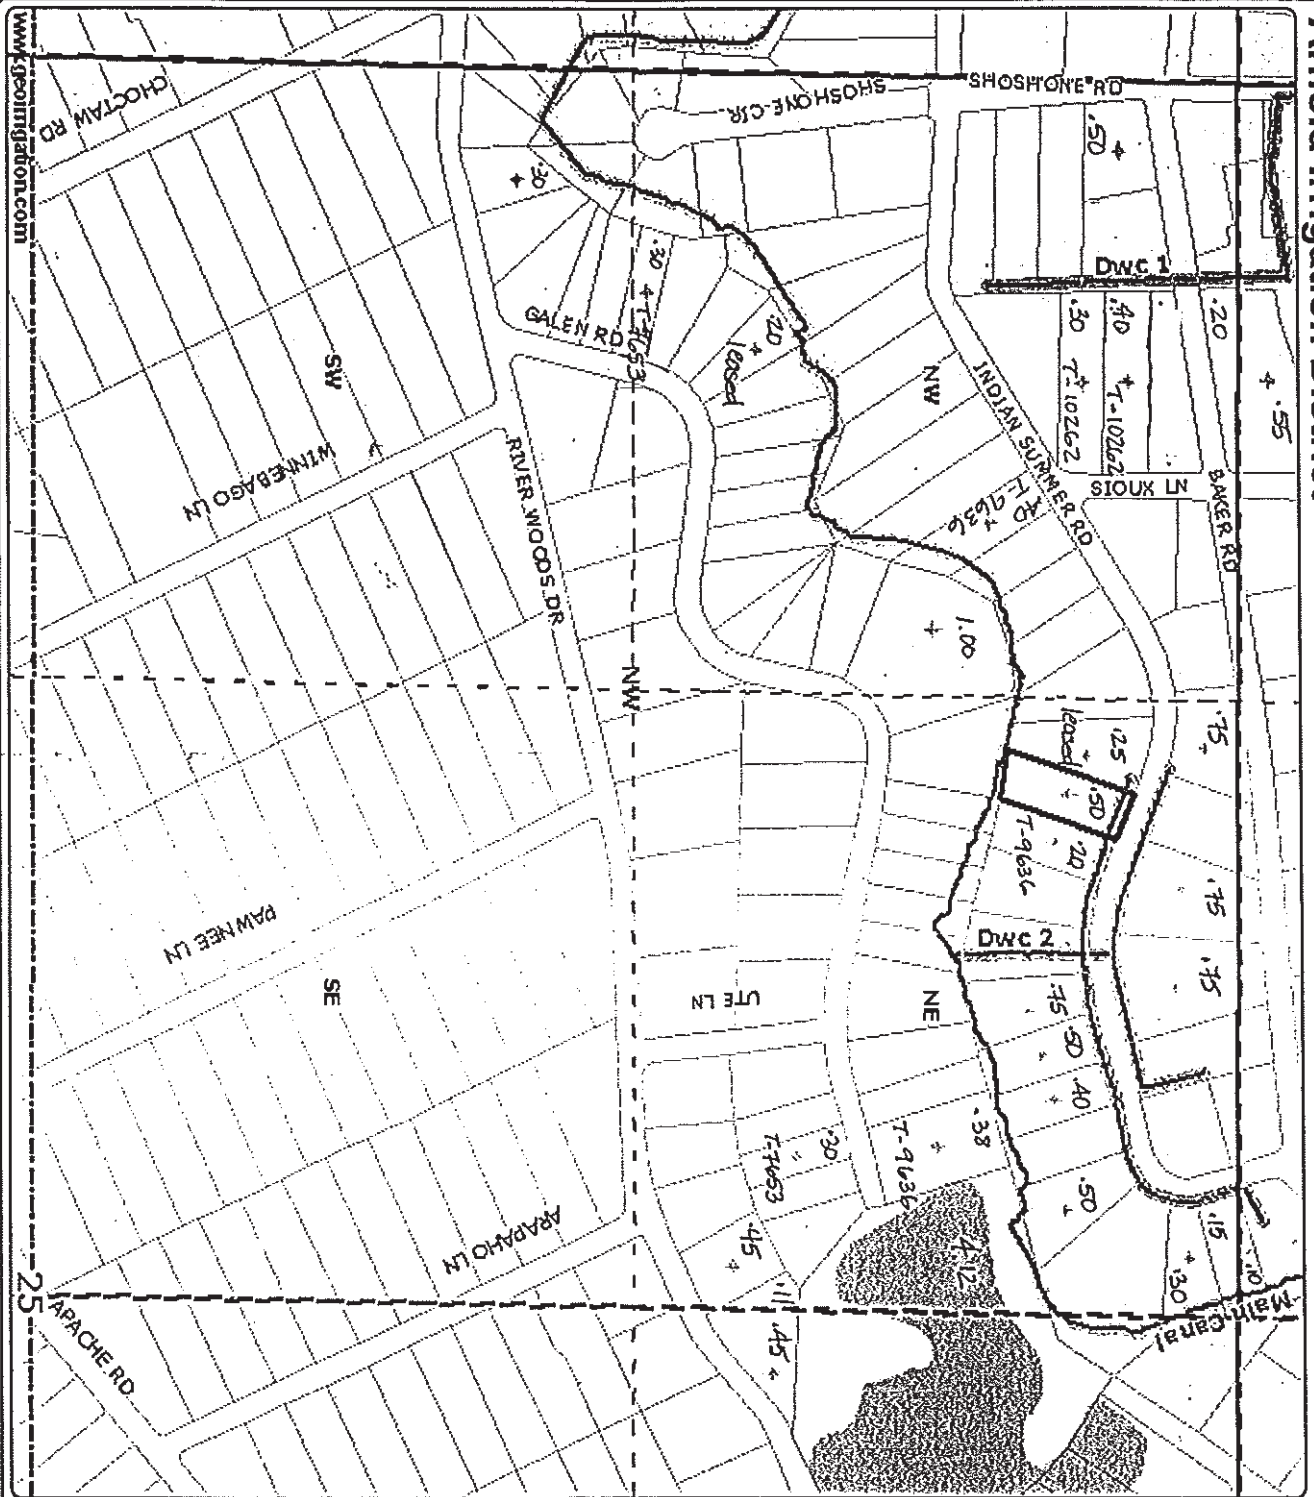 SHOSHONE RD
SHOSHONE CIR.
CHOCTAW RD
www.geoirrigation.com
.50
Dwc 1
.20
.55
.40 T-10262
.30 T-10262
.30
.30
GALEN RD
.20
leased
NW
INDIAN SUMMER RD
SIOUX LN
BAKER RD
.40
T-9636
SW
WINNEBAGO LN
RIVER WOODS DR
1.00
NW
.75
.25
leased
.50
.20
T-9636
.75
.75
Dwc 2
PAWNEE LN
SE
UTE LN
NE
.75
.50
.40
.38
T-9636
.30
T-7653
.50
.15
.10
.30
4.12
.45
.11
.45
ARAPAHO LN
Main Canal
25
APACHE RD